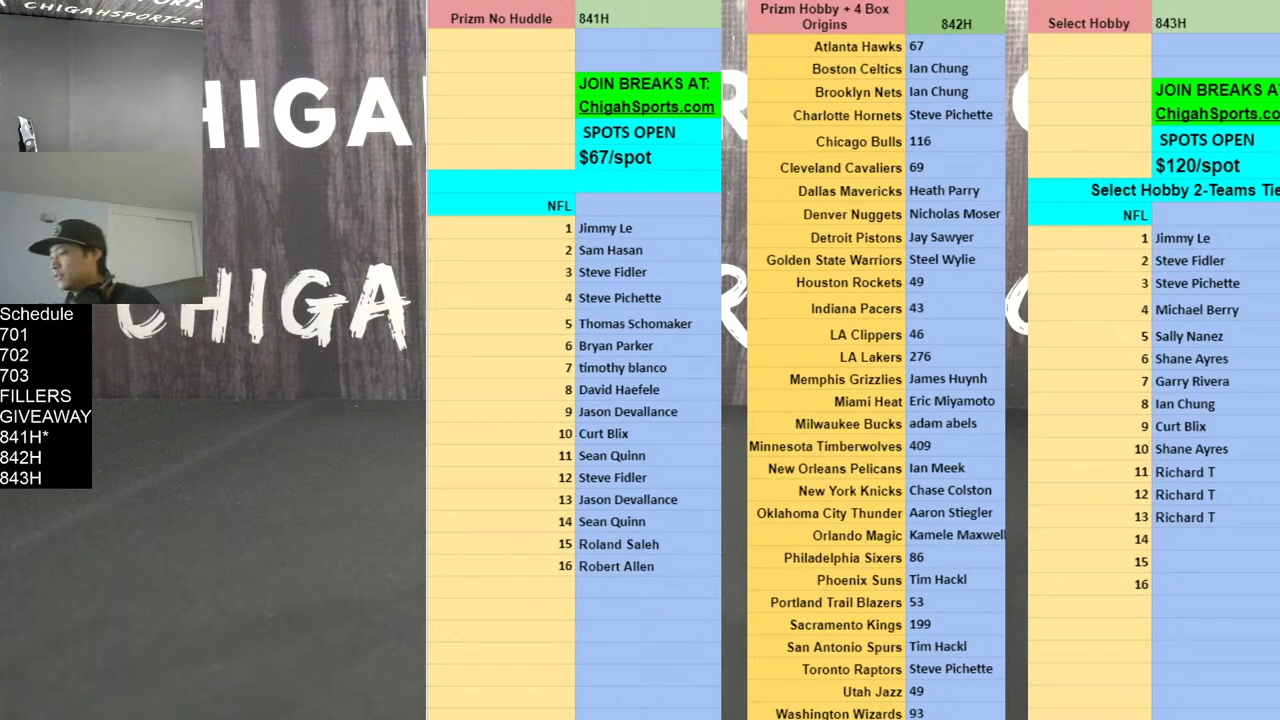 CHIGAHSPORTS.C
HIGA
CHIGA
Schedule
701
702
703
FILLERS
GIVEAWAY
841H*
842H
843H
Prizm No Huddle 841H
JOIN BREAKS AT:
ChigahSports.com
SPOTS OPEN
$67/spot
NFL
1 Jimmy Le
2 Sam Hasan
3 Steve Fidler
4 Steve Pichette
5 Thomas Schomaker
6 Bryan Parker
7 timothy blanco
8 David Haefele
9 Jason Devallance
10 Curt Blix
11 Sean Quinn
12 Steve Fidler
13 Jason Devallance
14 Sean Quinn
15 Roland Saleh
16 Robert Allen
Prizm Hobby + 4 Box
Origins 842H
Atlanta Hawks 67
Boston Celtics Ian Chung
Brooklyn Nets Ian Chung
Charlotte Hornets Steve Pichette
Chicago Bulls 116
Cleveland Cavaliers 69
Dallas Mavericks Heath Parry
Denver Nuggets Nicholas Moser
Detroit Pistons Jay Sawyer
Golden State Warriors Steel Wylie
Houston Rockets 49
Indiana Pacers 43
LA Clippers 46
LA Lakers 276
Memphis Grizzlies James Huynh
Miami Heat Eric Miyamoto
Milwaukee Bucks adam abels
Minnesota Timberwolves 409
New Orleans Pelicans Ian Meek
New York Knicks Chase Colston
Oklahoma City Thunder Aaron Stiegler
Orlando Magic Kamele Maxwell
Philadelphia Sixers 86
Phoenix Suns Tim Hackl
Portland Trail Blazers 53
Sacramento Kings 199
San Antonio Spurs Tim Hackl
Toronto Raptors Steve Pichette
Utah Jazz 49
Washington Wizards 93
Select Hobby 843H
JOIN BREAKS A
ChigahSports.co
SPOTS OPEN
$120/spot
Select Hobby 2-Teams Tie
NFL
1 Jimmy Le
2 Steve Fidler
3 Steve Pichette
4 Michael Berry
5 Sally Nanez
6 Shane Ayres
7 Garry Rivera
8 Ian Chung
9 Curt Blix
10 Shane Ayres
11 Richard T
12 Richard T
13 Richard T
14
15
16